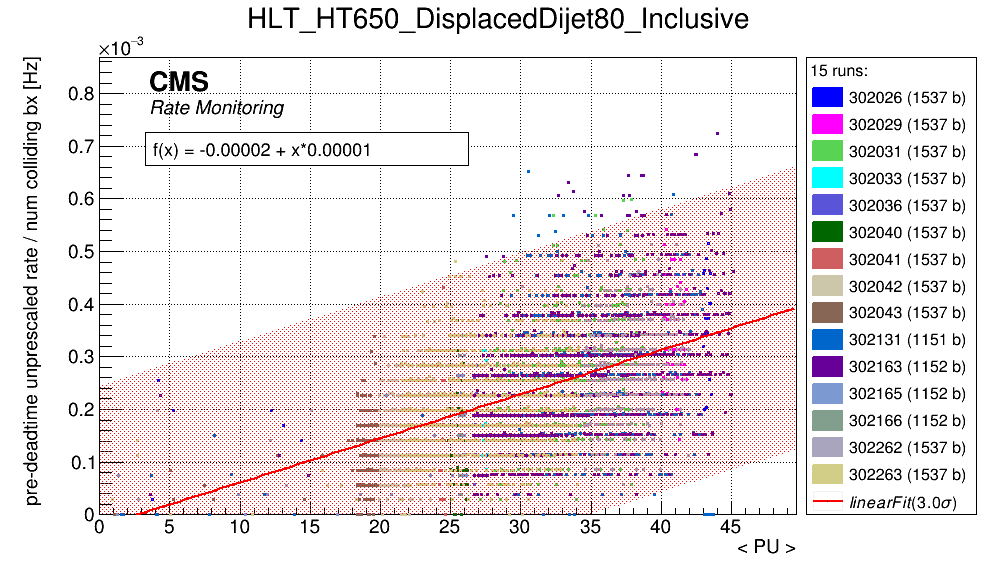 HLT_HT650_DisplacedDijet80_Inclusive
×10⁻³
CMS
Rate Monitoring
f(x) = -0.00002 + x*0.00001
pre-deadtime unprescaled rate / num colliding bx [Hz]
0.8
0.7
0.6
0.5
0.4
0.3
0.2
0.1
0
0 5 10 15 20 25 30 35 40 45
< PU >
15 runs:
302026 (1537 b)
302029 (1537 b)
302031 (1537 b)
302033 (1537 b)
302036 (1537 b)
302040 (1537 b)
302041 (1537 b)
302042 (1537 b)
302043 (1537 b)
302131 (1151 b)
302163 (1152 b)
302165 (1152 b)
302166 (1152 b)
302262 (1537 b)
302263 (1537 b)
linearFit(3.0σ)